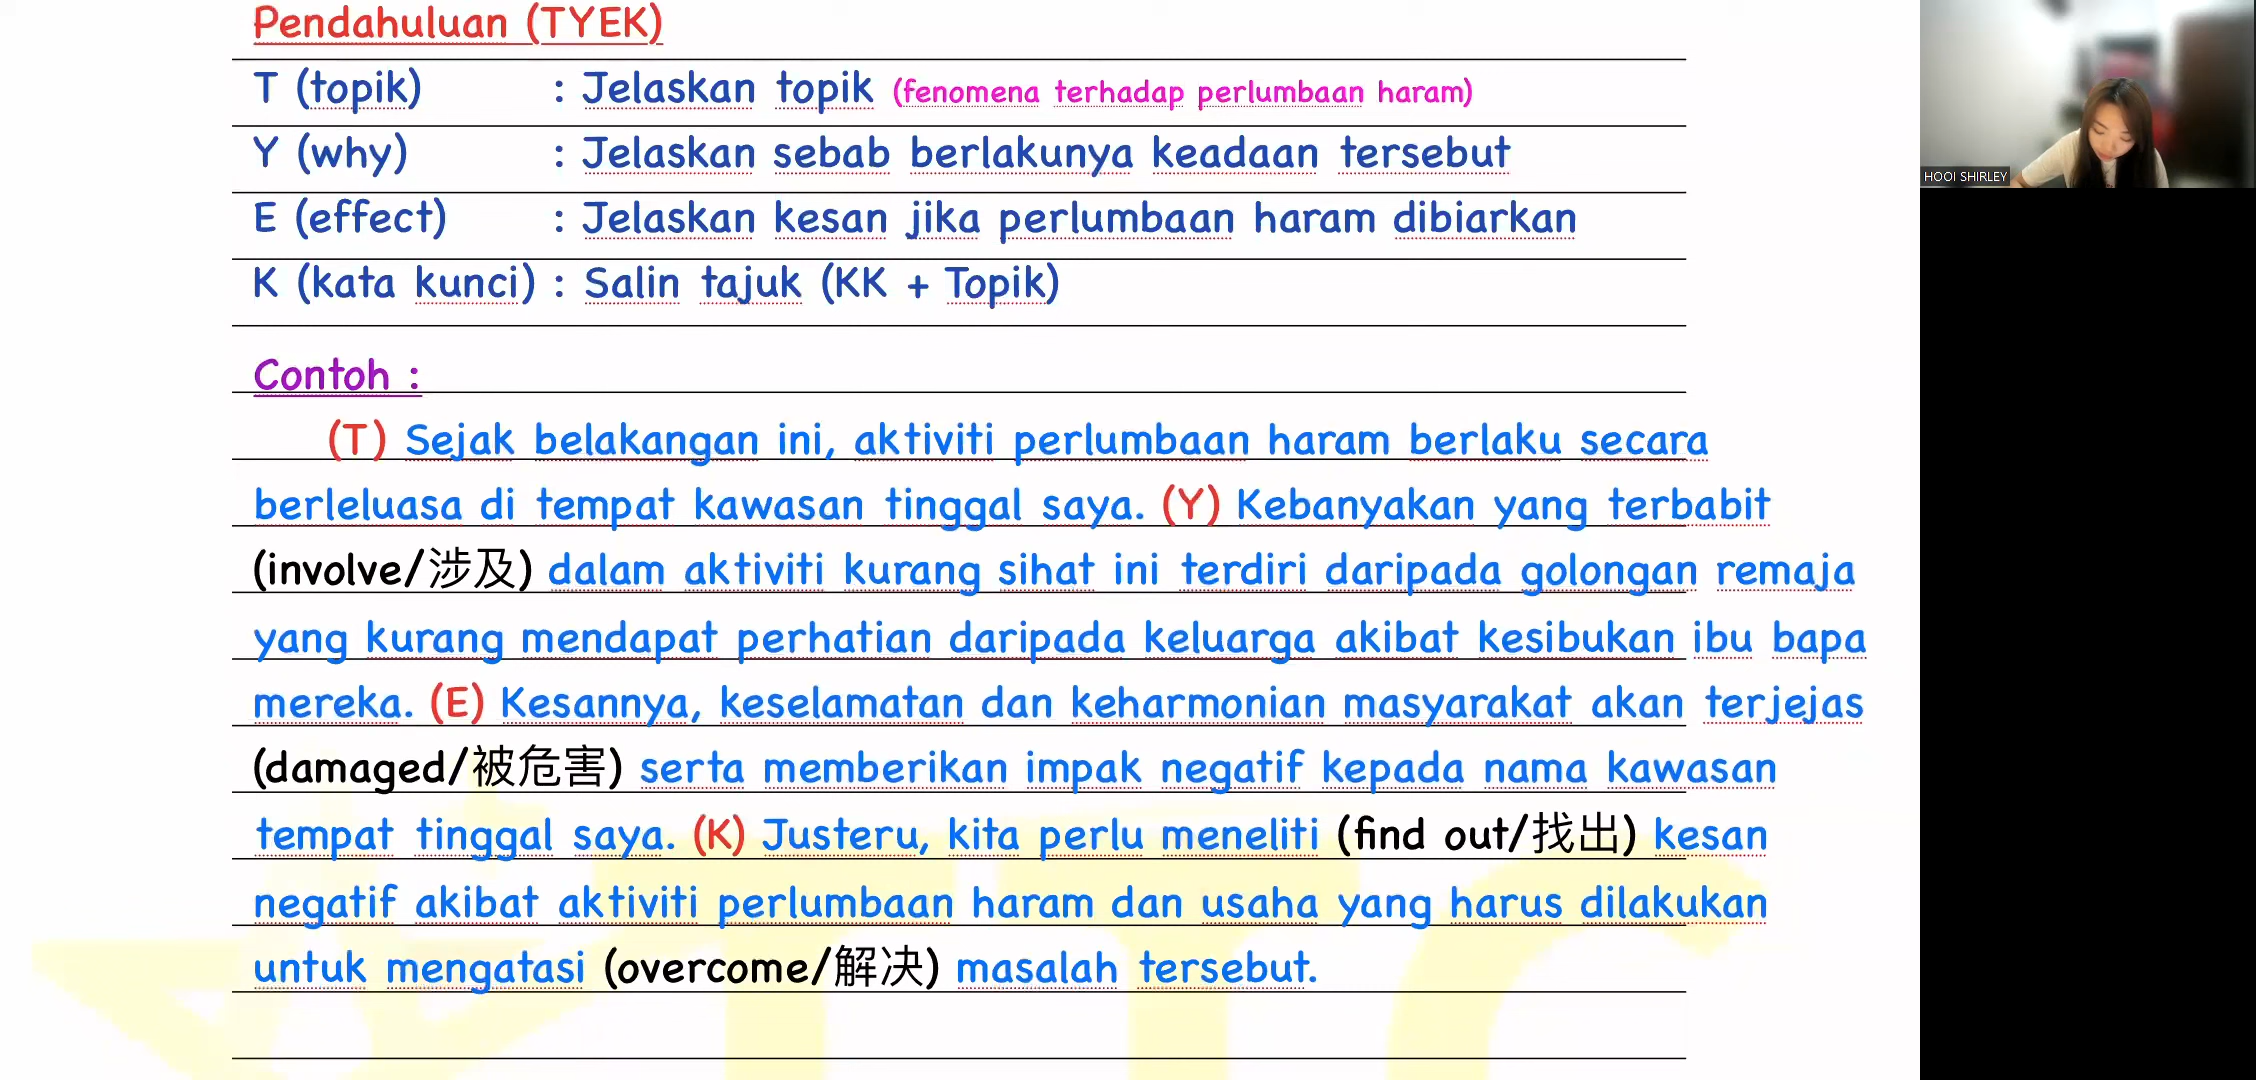 Pendahuluan (TYEK)
T (topik) : Jelaskan topik (fenomena terhadap perlumbaan haram)
Y (why) : Jelaskan sebab berlakunya keadaan tersebut
E (effect) : Jelaskan kesan jika perlumbaan haram dibiarkan
K (kata kunci) : Salin tajuk (KK + Topik)
Contoh :
(T) Sejak belakangan ini, aktiviti perlumbaan haram berlaku secara
berleluasa di tempat kawasan tinggal saya. (Y) Kebanyakan yang terbabit
(involve/涉及) dalam aktiviti kurang sihat ini terdiri daripada golongan remaja
yang kurang mendapat perhatian daripada keluarga akibat kesibukan ibu bapa
mereka. (E) Kesannya, keselamatan dan keharmonian masyarakat akan terjejas
(damaged/被危害) serta memberikan impak negatif kepada nama kawasan
tempat tinggal saya. (K) Justeru, kita perlu meneliti (find out/找出) kesan
negatif akibat aktiviti perlumbaan haram dan usaha yang harus dilakukan
untuk mengatasi (overcome/解决) masalah tersebut.
HOOI SHIRLEY